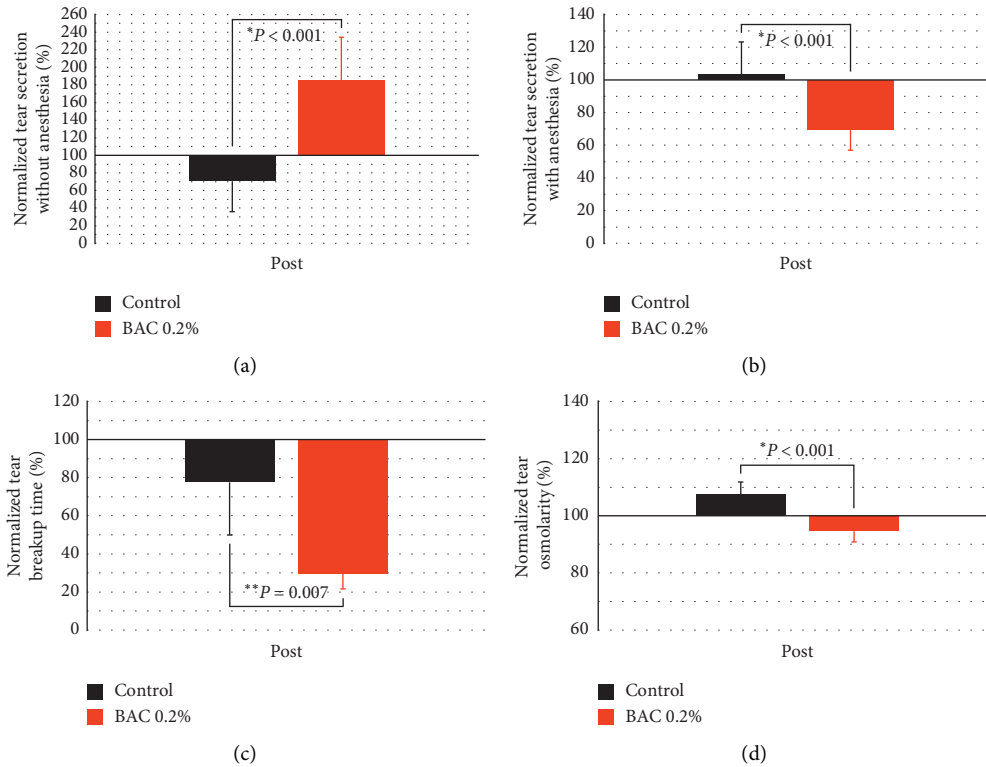 Normalized tear secretion
without anesthesia (%)
260
240
220
200
180
160
140
120
100
80
60
40
20
0
*P < 0.001
Post
Control
BAC 0.2%
(a)
Normalized tear secretion
with anesthesia (%)
140
120
100
80
60
40
20
0
*P < 0.001
Post
Control
BAC 0.2%
(b)
Normalized tear
breakup time (%)
120
100
80
60
40
20
0
**P = 0.007
Post
Control
BAC 0.2%
(c)
Normalized tear
osmolarity (%)
140
120
100
80
60
*P < 0.001
Post
Control
BAC 0.2%
(d)